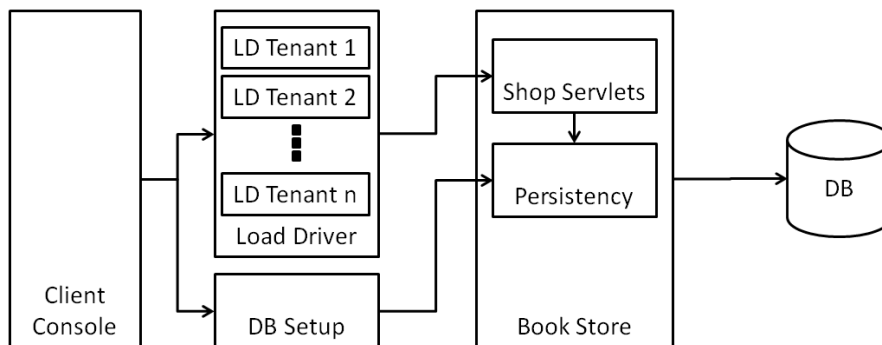 LD Tenant 1
LD Tenant 2
LD Tenant n
Load Driver
Client
Console
DB Setup
Shop Servlets
Persistency
Book Store
DB